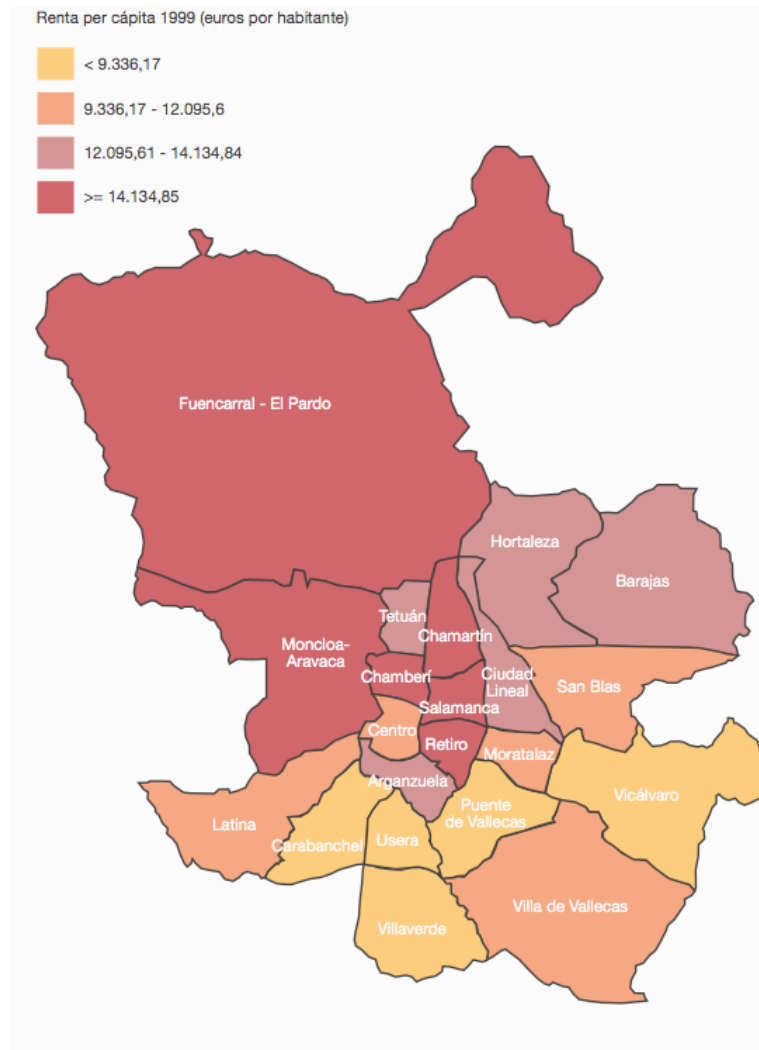 Renta per cápita 1999 (euros por habitante)
< 9.336,17
9.336,17 - 12.095,6
12.095,61 - 14.134,84
>= 14.134,85
Fuencarral - El Pardo
Hortaleza
Barajas
Tetuán
Chamartín
Moncloa-
Aravaca
Chamberí
Ciudad
Lineal
San Blas
Salamanca
Centro
Retiro
Moratalaz
Arganzuela
Vicálvaro
Puente
de Vallecas
Latina
Carabanchel
Usera
Villa de Vallecas
Villaverde